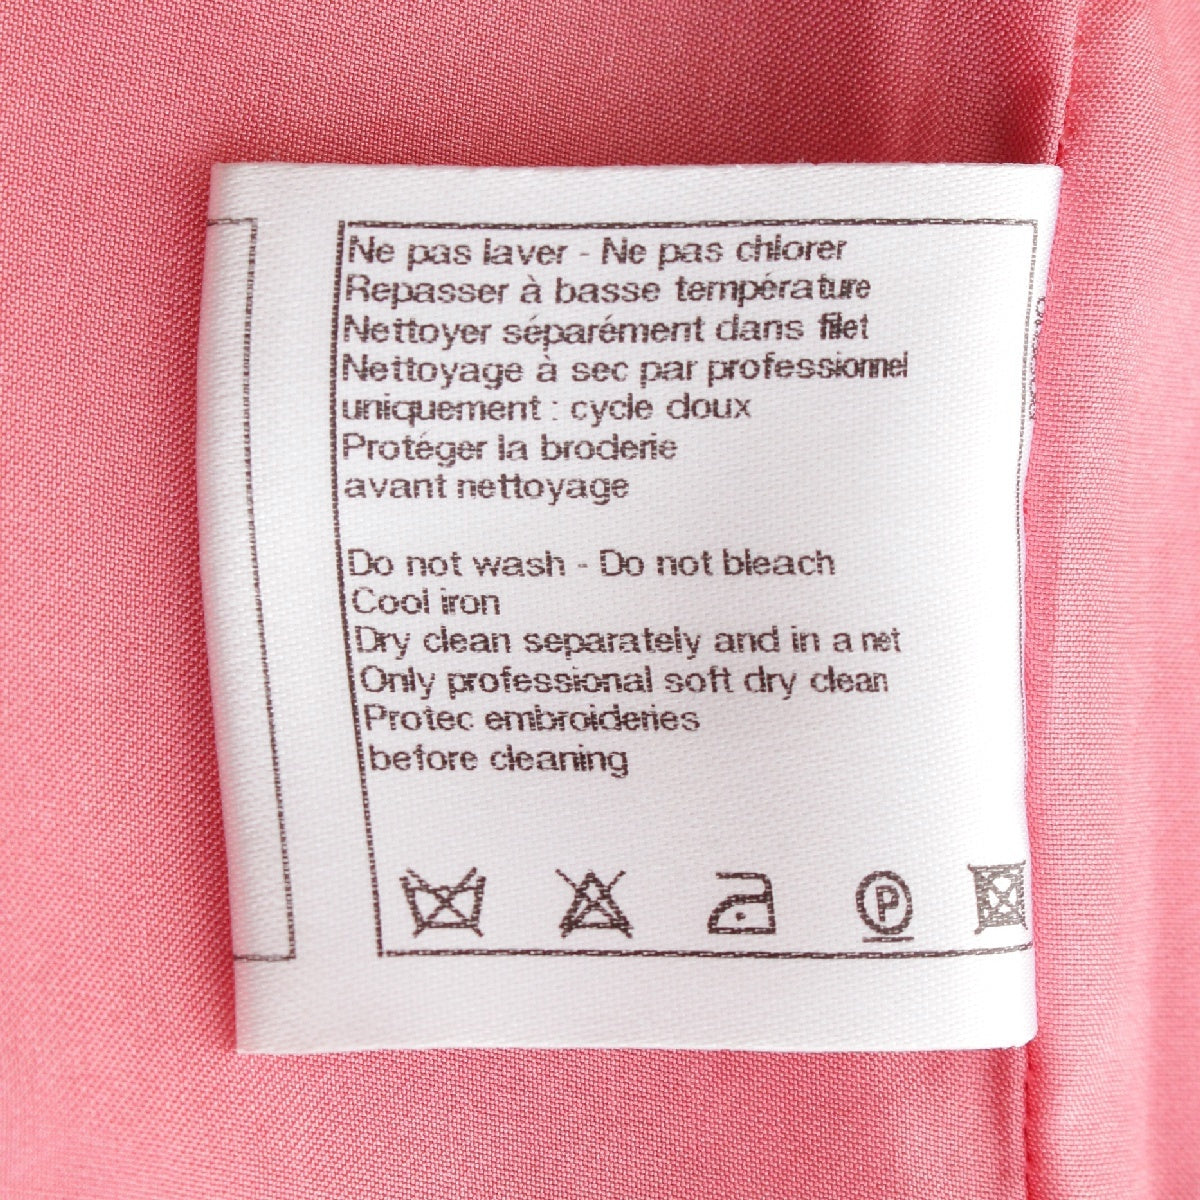 Ne pas laver - Ne pas chlorer
Repasser à basse température
Nettoyer séparément dans filet
Nettoyage à sec par professionnel
uniquement : cycle doux
Protéger la broderie
avant nettoyage
Do not wash - Do not bleach
Cool iron
Dry clean separately and in a net
Only professional soft dry clean
Protec embroideries
before cleaning
P